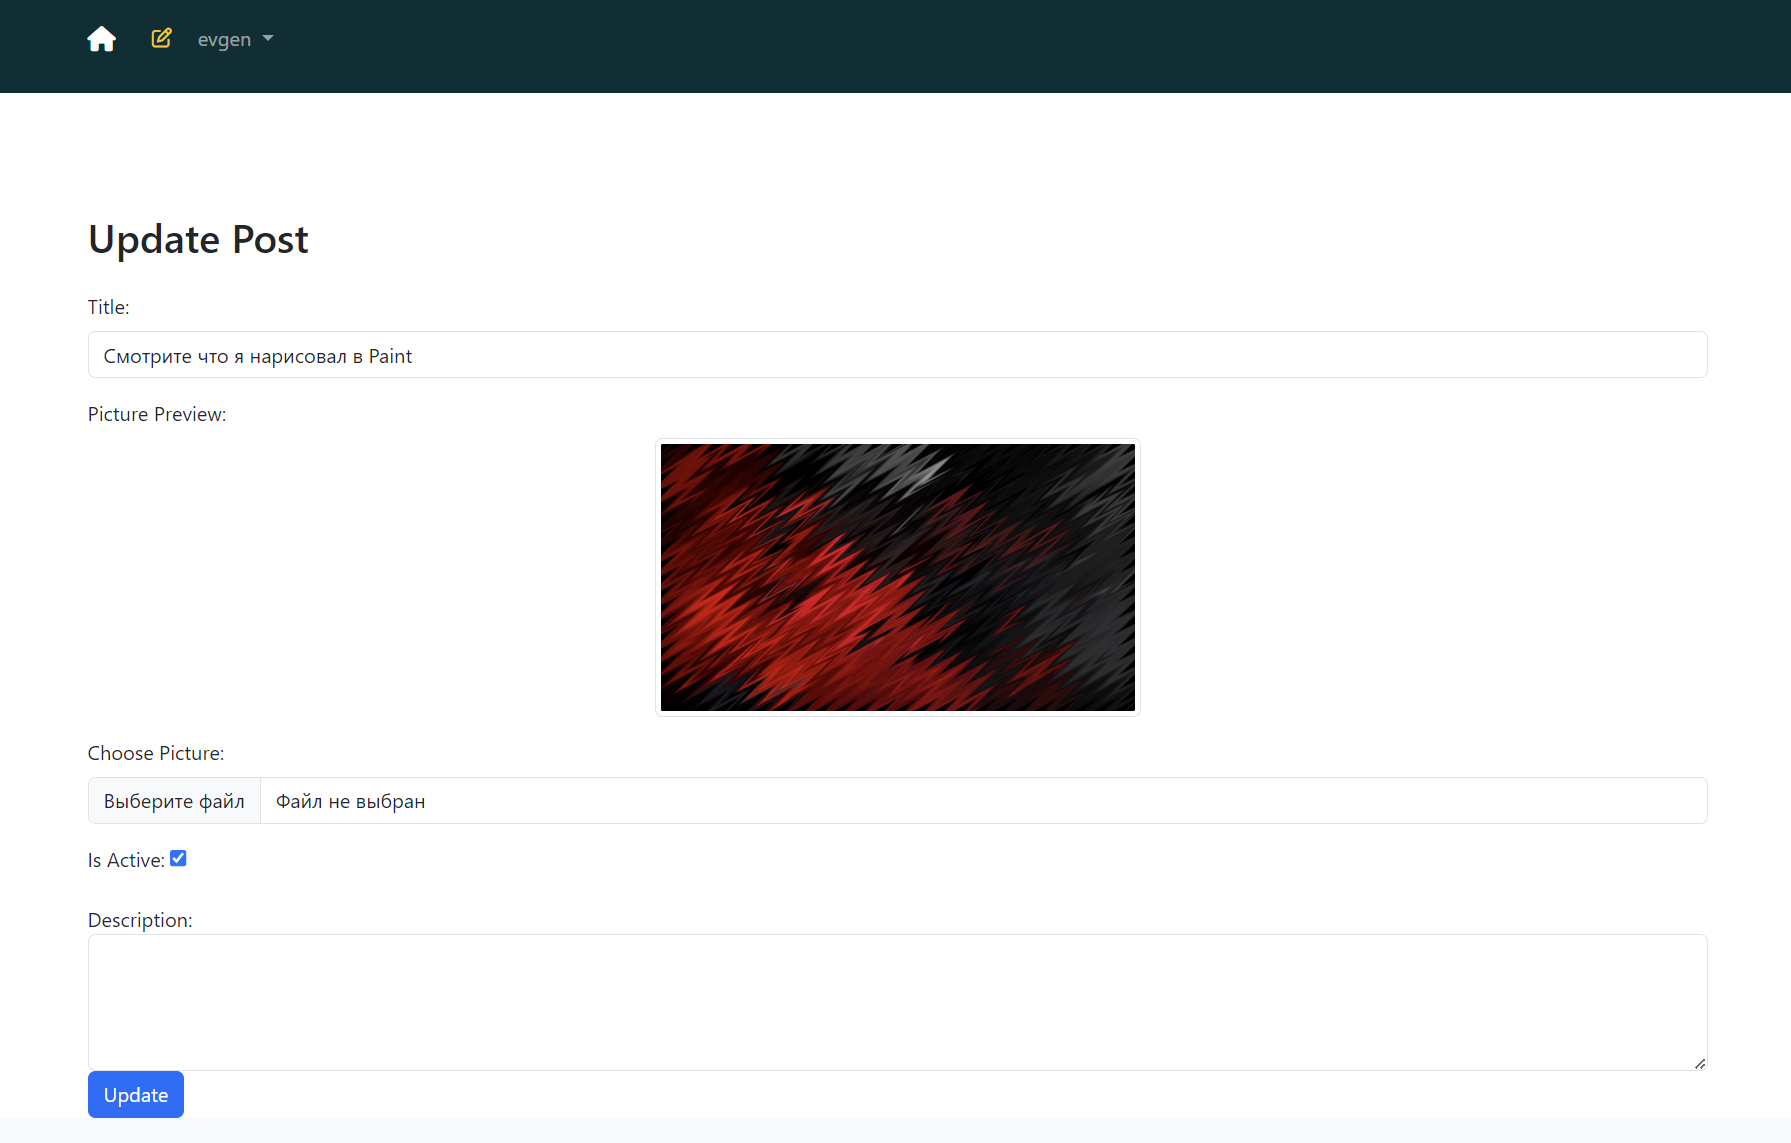 evgen
Update Post
Title:
Смотрите что я нарисовал в Paint
Picture Preview:
Choose Picture:
Выберите файл Файл не выбран
Is Active:
Description:
Update